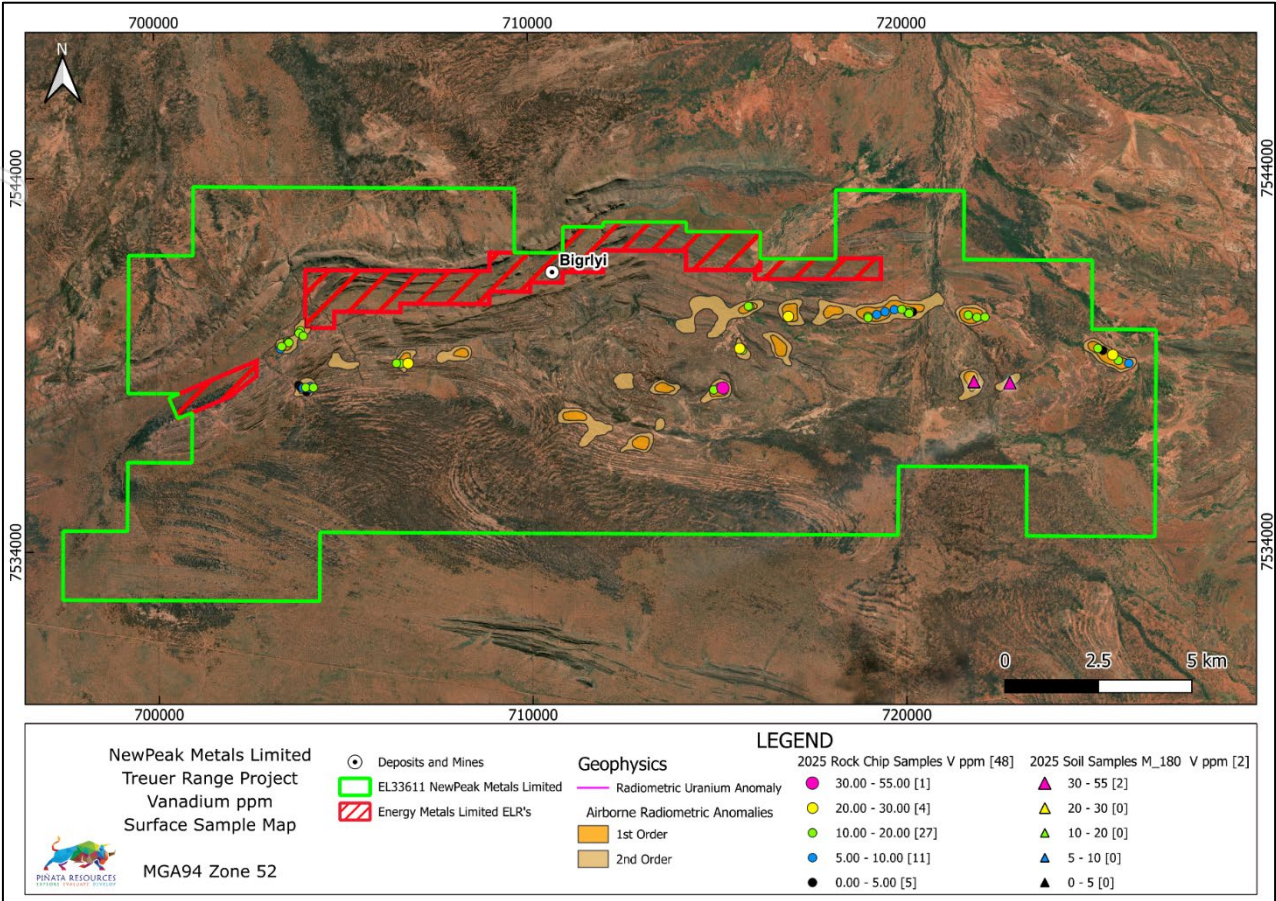 700000 710000 720000
N
7544000 7544000
Bigrlyi
7534000 7534000
0 2.5 5 km
700000 710000 720000
LEGEND
NewPeak Metals Limited
Treuer Range Project
Vanadium ppm
Surface Sample Map
MGA94 Zone 52
PIÑATA RESOURCES
EXPLORE EVALUATE DEVELOP
Deposits and Mines
EL33611 NewPeak Metals Limited
Energy Metals Limited ELR's
Geophysics
Radiometric Uranium Anomaly
Airborne Radiometric Anomalies
1st Order
2nd Order
2025 Rock Chip Samples V ppm [48]
30.00 - 55.00 [1]
20.00 - 30.00 [4]
10.00 - 20.00 [27]
5.00 - 10.00 [11]
0.00 - 5.00 [5]
2025 Soil Samples M_180 V ppm [2]
30 - 55 [2]
20 - 30 [0]
10 - 20 [0]
5 - 10 [0]
0 - 5 [0]